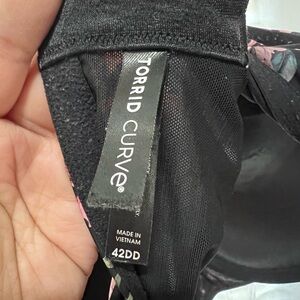 TORRID CURVE®
MADE IN
VIETNAM
42DD